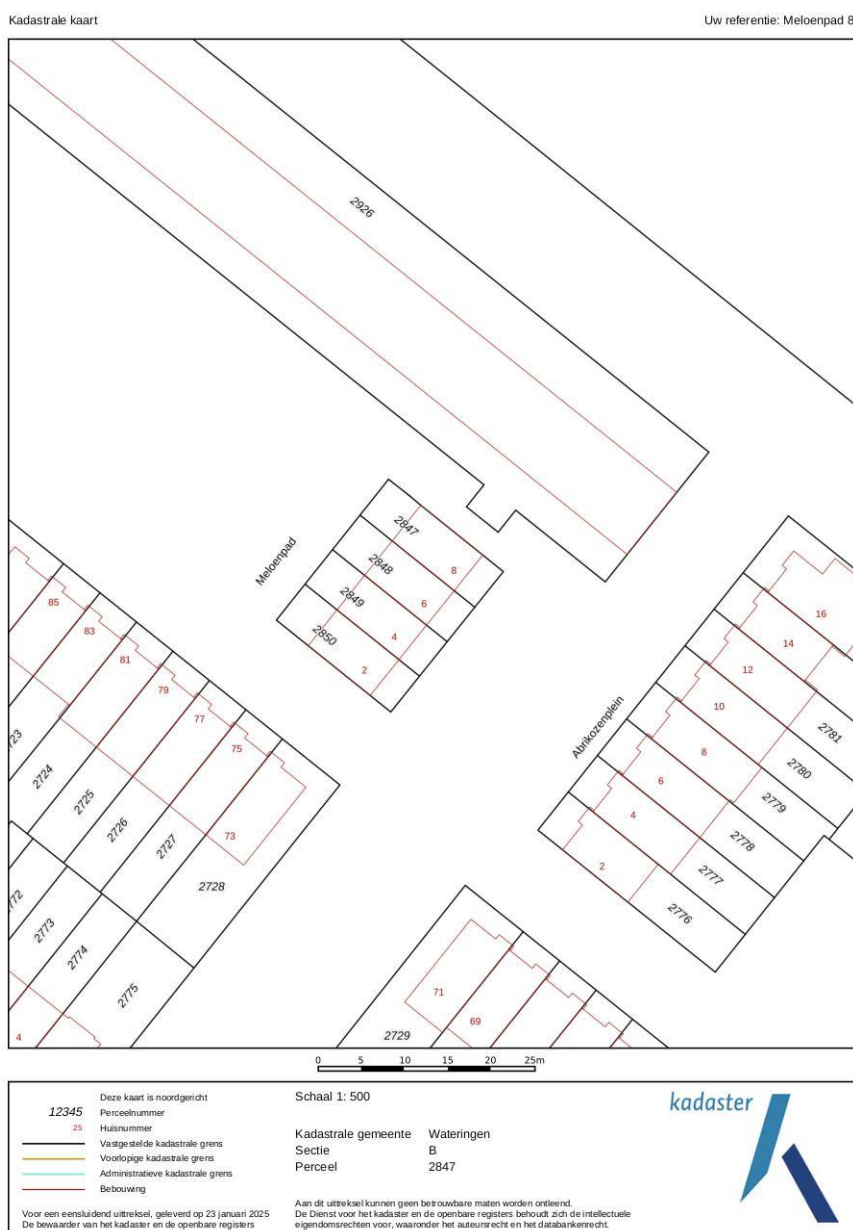 Kadastrale kaart
Uw referentie: Meloenpad 8
2926
2847
Meloenpad
2848
8
85
2849
6
16
83
2850
4
14
81
2
12
79
10
77
Abrikozenplein
2781
75
8
2780
2724
6
2779
2725
4
2778
2726
73
2727
2
2777
2728
2776
2773
2774
2775
71
69
4
2729
0 5 10 15 20 25m
Deze kaart is noordgericht
12345 Perceelnummer
25 Huisnummer
Vastgestelde kadastrale grens
Voorlopige kadastrale grens
Administratieve kadastrale grens
Bebouwing
Voor een eensluidend uittreksel, geleverd op 23 januari 2025
De bewaarder van het kadaster en de openbare registers
Schaal 1: 500
Kadastrale gemeente Wateringen
Sectie B
Perceel 2847
Aan dit uittreksel kunnen geen betrouwbare maten worden ontleend.
De Dienst voor het kadaster en de openbare registers behoudt zich de intellectuele
eigendomsrechten voor, waaronder het auteursrecht en het databankenrecht.
kadaster